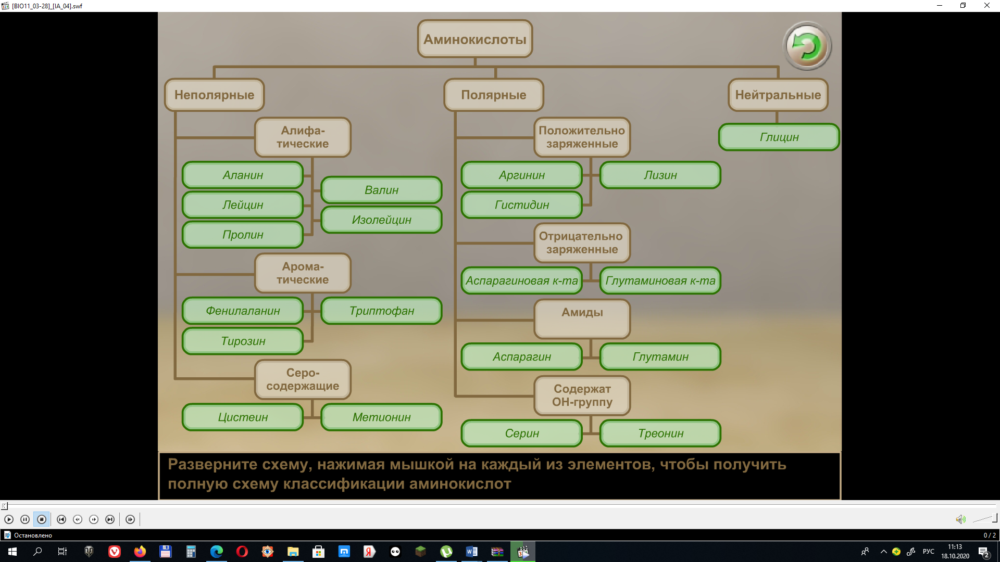 [BIO11_03-28]_[IA_04].swf
Аминокислоты
Неполярные
Полярные
Нейтральные
Алифа-
тические
Положительно
заряженные
Глицин
Аланин
Валин
Лейцин
Изолейцин
Пролин
Аргинин
Лизин
Гистидин
Отрицательно
заряженные
Арома-
тические
Аспарагиновая к-та
Глутаминовая к-та
Фенилаланин
Триптофан
Тирозин
Амиды
Аспарагин
Глутамин
Серо-
содержащие
Цистеин
Метионин
Содержат
ОН-группу
Серин
Треонин
Разверните схему, нажимая мышкой на каждый из элементов, чтобы получить
полную схему классификации аминокислот
Остановлено
0 / 2
РУС
11:13
18.10.2020
2